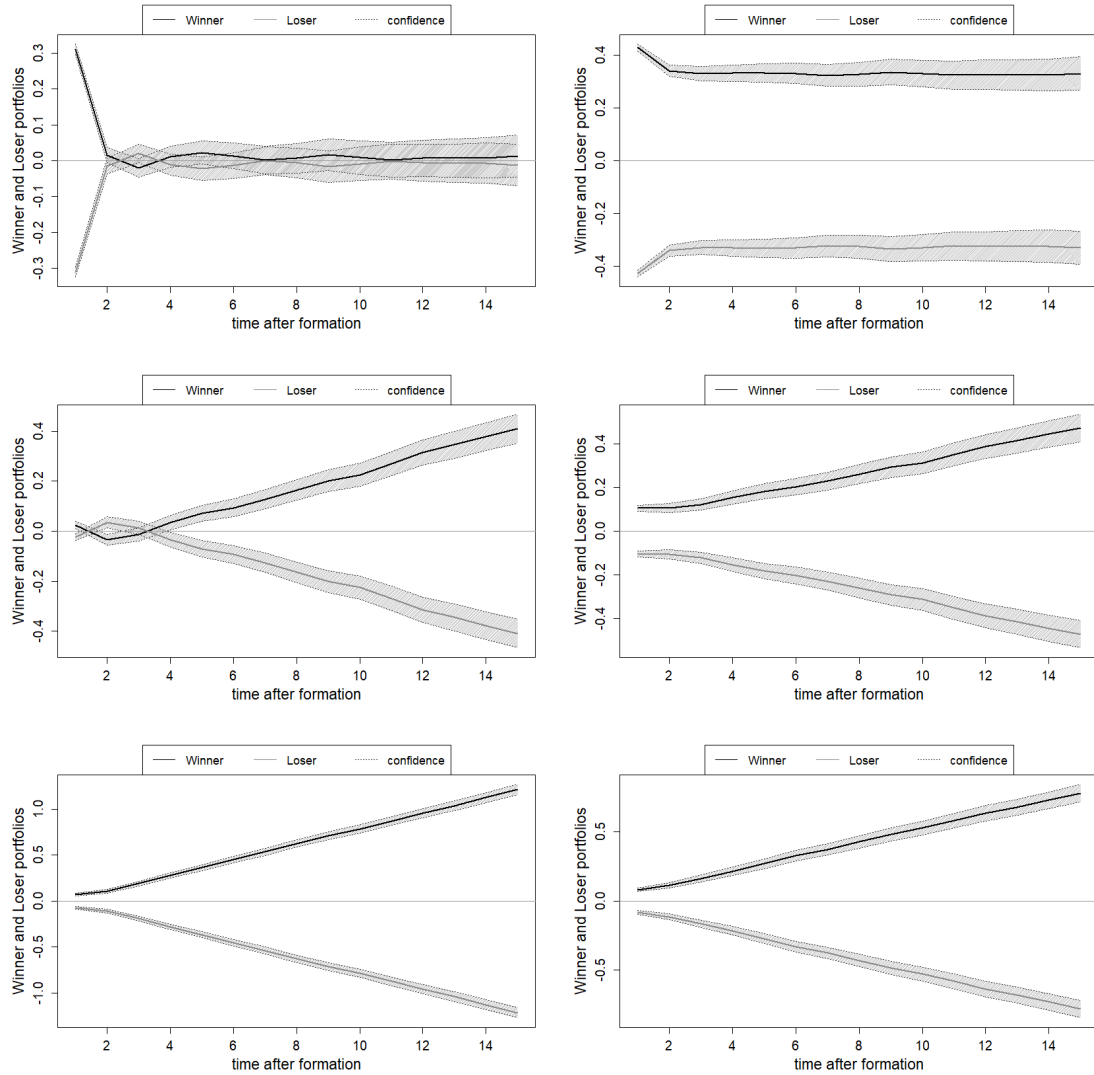 Winner Loser confidence
Winner and Loser portfolios
0.3
0.2
0.1
0.0
-0.1
-0.2
-0.3
2 4 6 8 10 12 14
time after formation
Winner Loser confidence
Winner and Loser portfolios
0.4
0.2
0.0
-0.2
-0.4
2 4 6 8 10 12 14
time after formation
Winner Loser confidence
Winner and Loser portfolios
0.4
0.2
0.0
-0.2
-0.4
2 4 6 8 10 12 14
time after formation
Winner Loser confidence
Winner and Loser portfolios
0.4
0.2
0.0
-0.2
-0.4
2 4 6 8 10 12 14
time after formation
Winner Loser confidence
Winner and Loser portfolios
1.0
0.5
0.0
-0.5
-1.0
2 4 6 8 10 12 14
time after formation
Winner Loser confidence
Winner and Loser portfolios
0.5
0.0
-0.5
2 4 6 8 10 12 14
time after formation